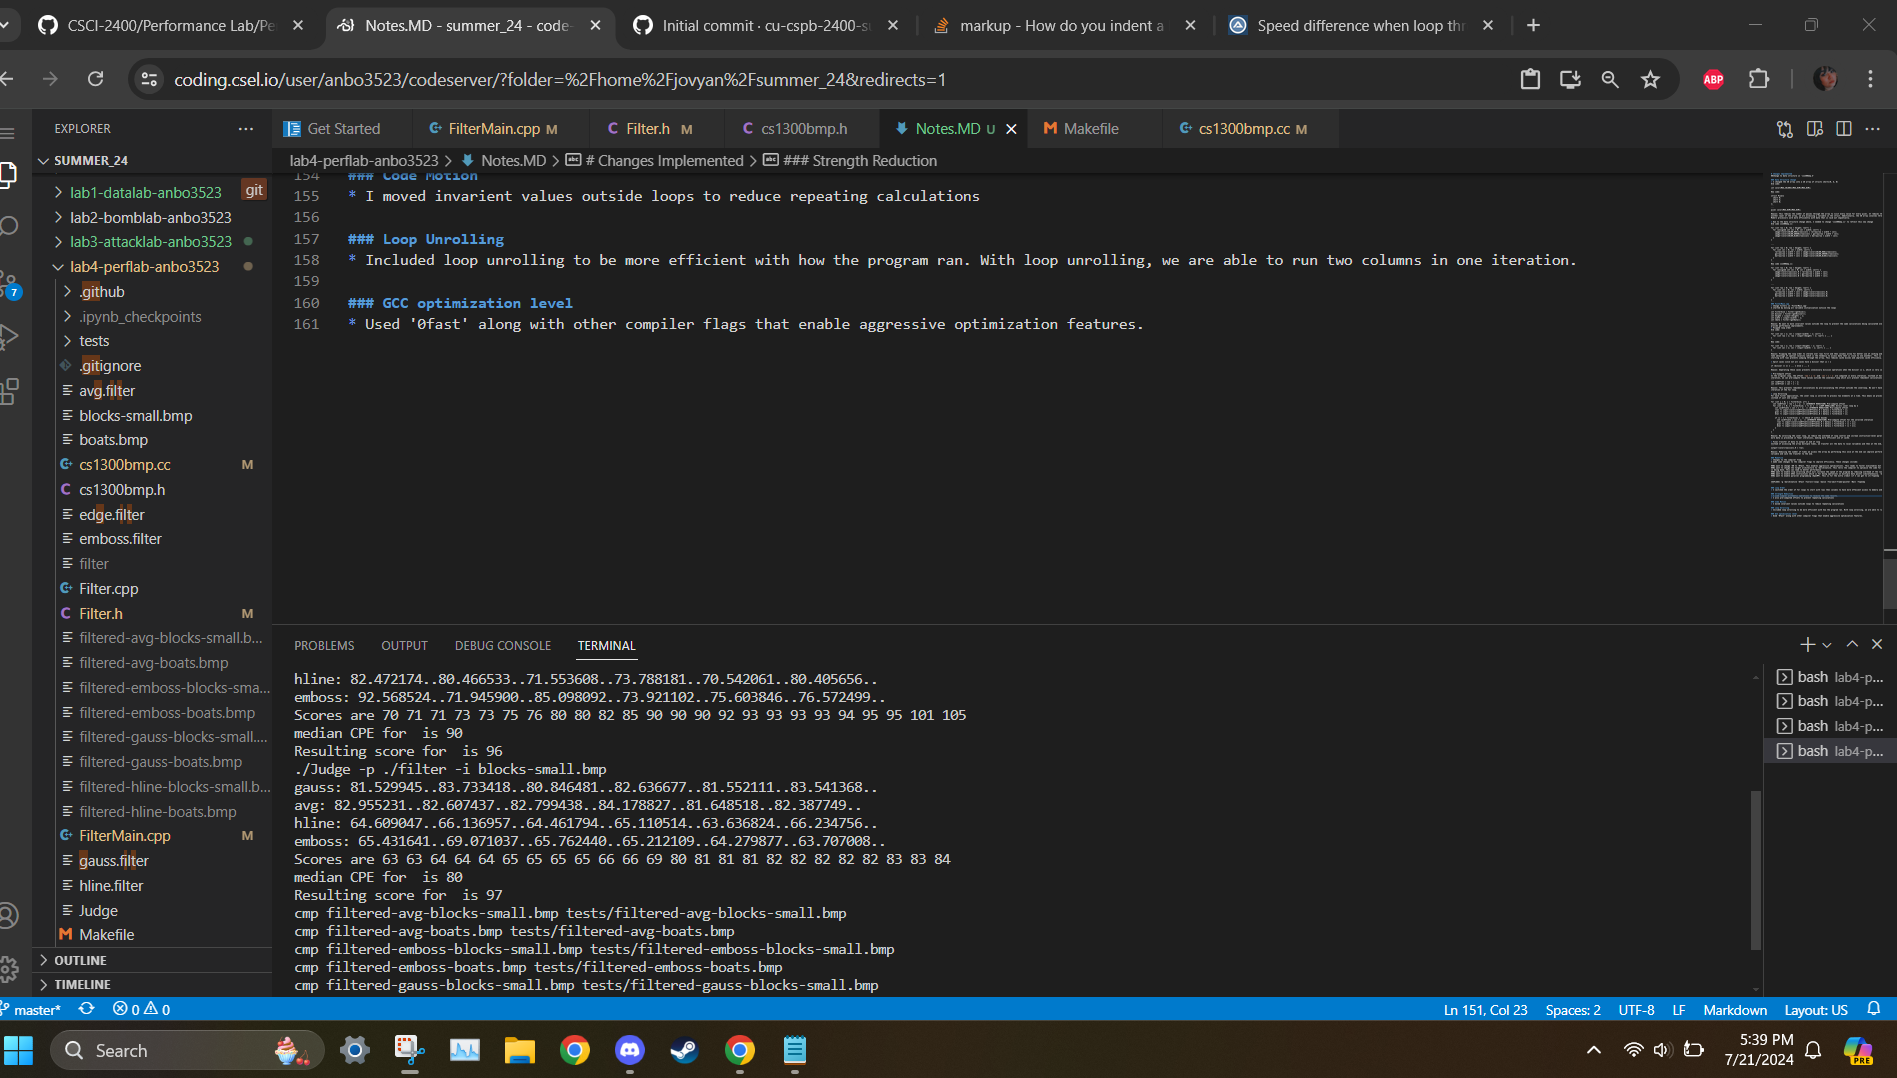 CSCI-2400/Performance Lab/Pe
Notes.MD - summer_24 - code-
Initial commit · cu-cspb-2400-s
markup - How do you indent a
Speed difference when loop thr
coding.csel.io/user/anbo3523/codeserver/?folder=%2Fhome%2Fjovyan%2Fsummer_24&redirects=1
ABP
EXPLORER
Get Started
FilterMain.cpp M
Filter.h M
cs1300bmp.h
Notes.MD U
Makefile
cs1300bmp.cc M
SUMMER_24
lab4-perflab-anbo3523 > Notes.MD > # Changes Implemented > ### Strength Reduction
lab1-datalab-anbo3523
git
lab2-bomblab-anbo3523
lab3-attacklab-anbo3523
lab4-perflab-anbo3523
7
.github
.ipynb_checkpoints
tests
.gitignore
avg.filter
blocks-small.bmp
boats.bmp
cs1300bmp.cc M
cs1300bmp.h
edge.filter
emboss.filter
filter
Filter.cpp
Filter.h M
filtered-avg-blocks-small.b...
filtered-avg-boats.bmp
filtered-emboss-blocks-sma...
filtered-emboss-boats.bmp
filtered-gauss-blocks-small....
filtered-gauss-boats.bmp
filtered-hline-blocks-small.b...
filtered-hline-boats.bmp
FilterMain.cpp M
gauss.filter
hline.filter
Judge
Makefile
OUTLINE
TIMELINE
154 ### Code Motion
155 * I moved invarient values outside loops to reduce repeating calculations
156
157 ### Loop Unrolling
158 * Included loop unrolling to be more efficient with how the program ran. With loop unrolling, we are able to run two columns in one iteration.
159
160 ### GCC optimization level
161 * Used '0fast' along with other compiler flags that enable aggressive optimization features.
PROBLEMS OUTPUT DEBUG CONSOLE TERMINAL
hline: 82.472174..80.466533..71.553608..73.788181..70.542061..80.405656..
emboss: 92.568524..71.945900..85.098092..73.921102..75.603846..76.572499..
Scores are 70 71 71 73 73 75 76 80 80 82 85 90 90 90 92 93 93 93 93 94 95 95 101 105
median CPE for  is 90
Resulting score for  is 96
./Judge -p ./filter -i blocks-small.bmp
gauss: 81.529945..83.733418..80.846481..82.636677..81.552111..83.541368..
avg: 82.955231..82.607437..82.799438..84.178827..81.648518..82.387749..
hline: 64.609047..66.136957..64.461794..65.110514..63.636824..66.234756..
emboss: 65.431641..69.071037..65.762440..65.212109..64.279877..63.707008..
Scores are 63 63 64 64 64 65 65 65 65 66 66 69 80 81 81 81 82 82 82 82 82 83 83 84
median CPE for  is 80
Resulting score for  is 97
cmp filtered-avg-blocks-small.bmp tests/filtered-avg-blocks-small.bmp
cmp filtered-avg-boats.bmp tests/filtered-avg-boats.bmp
cmp filtered-emboss-blocks-small.bmp tests/filtered-emboss-blocks-small.bmp
cmp filtered-emboss-boats.bmp tests/filtered-emboss-boats.bmp
cmp filtered-gauss-blocks-small.bmp tests/filtered-gauss-blocks-small.bmp
bash lab4-p...
bash lab4-p...
bash lab4-p...
bash lab4-p...
master* 0 0
Ln 151, Col 23 Spaces: 2 UTF-8 LF Markdown Layout: US
Search
5:39 PM
7/21/2024
PRE